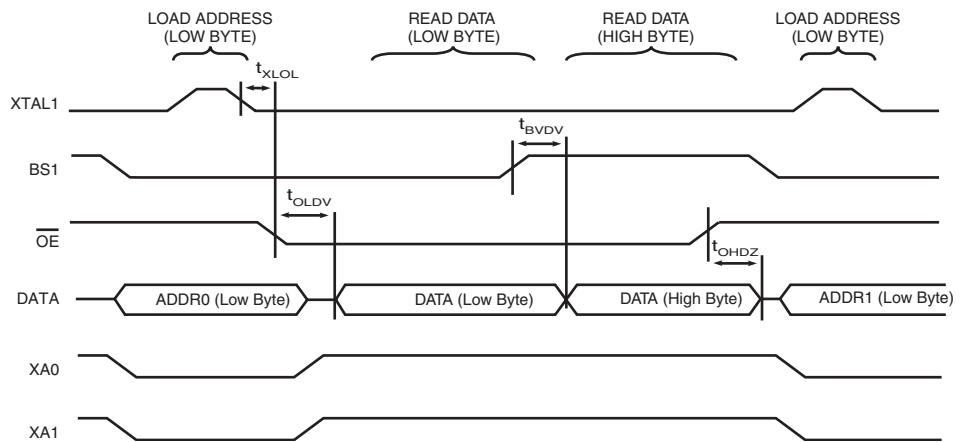 LOAD ADDRESS
(LOW BYTE)
READ DATA
(LOW BYTE)
READ DATA
(HIGH BYTE)
LOAD ADDRESS
(LOW BYTE)
tXLOL
XTAL1
tBVDV
BS1
tOLDV
OE
tOHDZ
DATA
ADDR0 (Low Byte)
DATA (Low Byte)
DATA (High Byte)
ADDR1 (Low Byte)
XA0
XA1